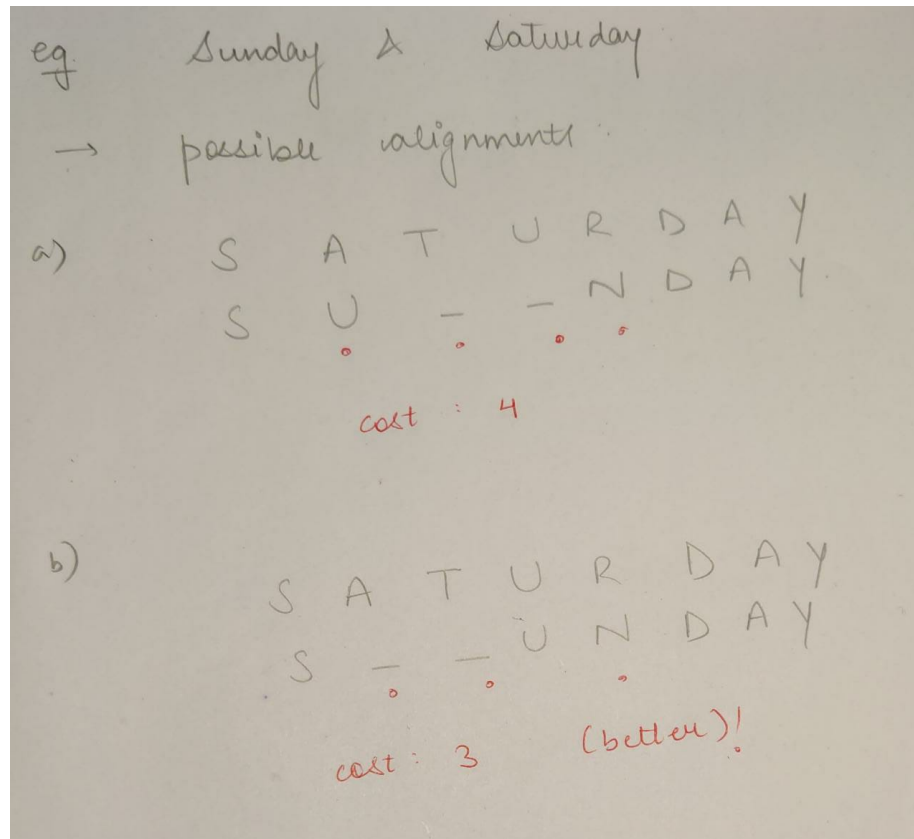 eg. Sunday & Saturday
→ possible alignments:
a) S A T U R D A Y
S U _ _ N D A Y.
cost : 4
b) S A T U R D A Y
S _ _ U N D A Y
cost : 3 (better)!